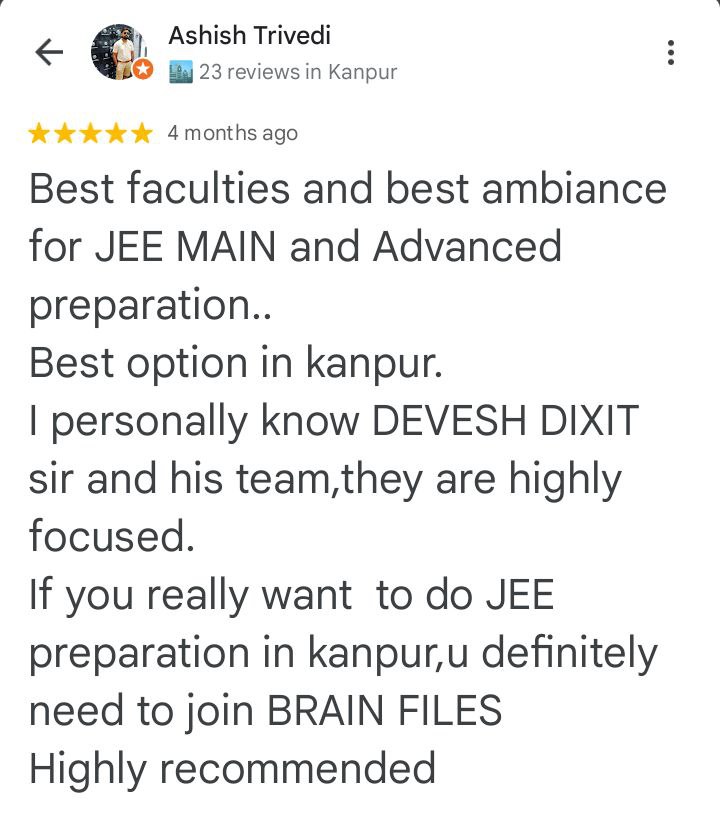 Ashish Trivedi
23 reviews in Kanpur
4 months ago
Best faculties and best ambiance
for JEE MAIN and Advanced
preparation..
Best option in kanpur.
I personally know DEVESH DIXIT
sir and his team,they are highly
focused.
If you really want  to do JEE
preparation in kanpur,u definitely
need to join BRAIN FILES
Highly recommended